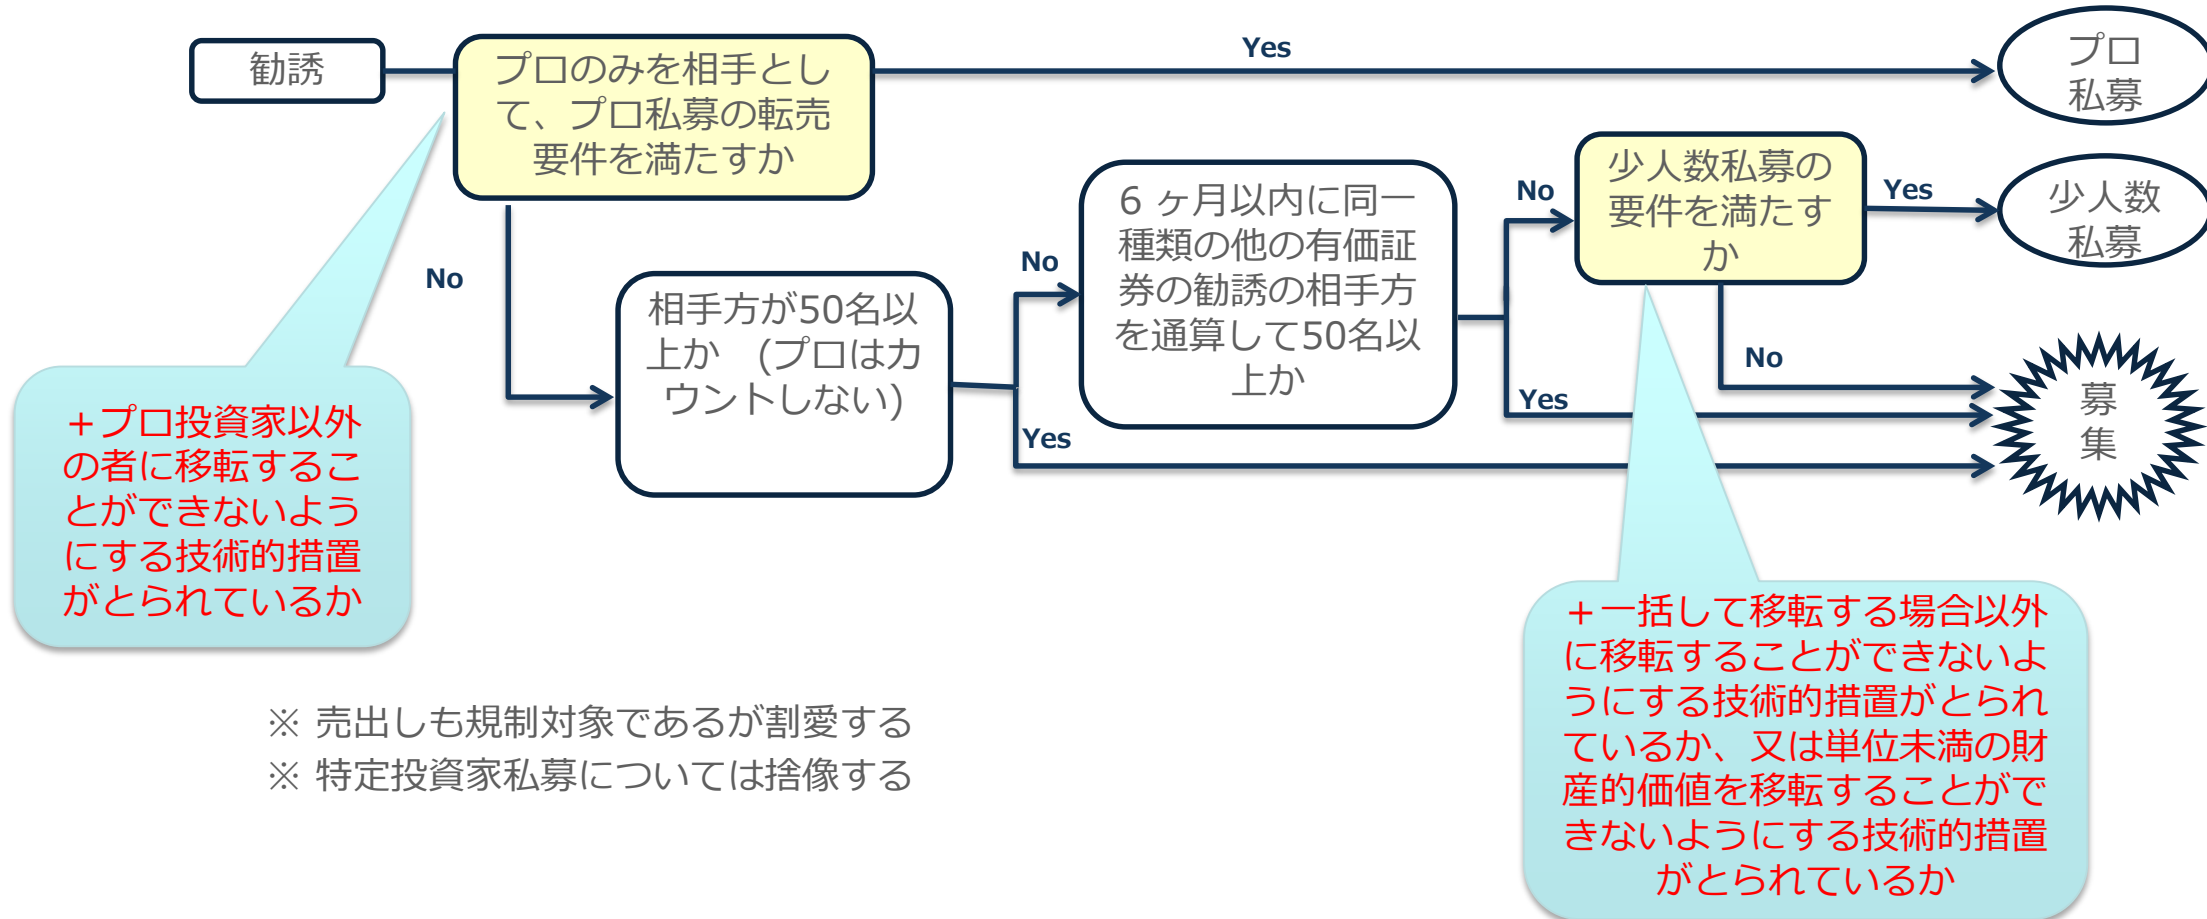 勧誘
プロのみを相手とし
て、プロ私募の転売
要件を満たすか
Yes
プロ
私募
No
相手方が50名以
上か　(プロはカ
ウントしない)
No
Yes
6 ヶ月以内に同一
種類の他の有価証
券の勧誘の相手方
を通算して50名以
上か
No
Yes
少人数私募の
要件を満たす
か
Yes
No
少人数
私募
募
集
＋プロ投資家以外
の者に移転するこ
とができないよう
にする技術的措置
がとられているか
＋一括して移転する場合以外
に移転することができないよ
うにする技術的措置がとられ
ているか、又は単位未満の財
産的価値を移転することがで
きないようにする技術的措置
がとられているか
※ 売出しも規制対象であるが割愛する
※ 特定投資家私募については捨像する